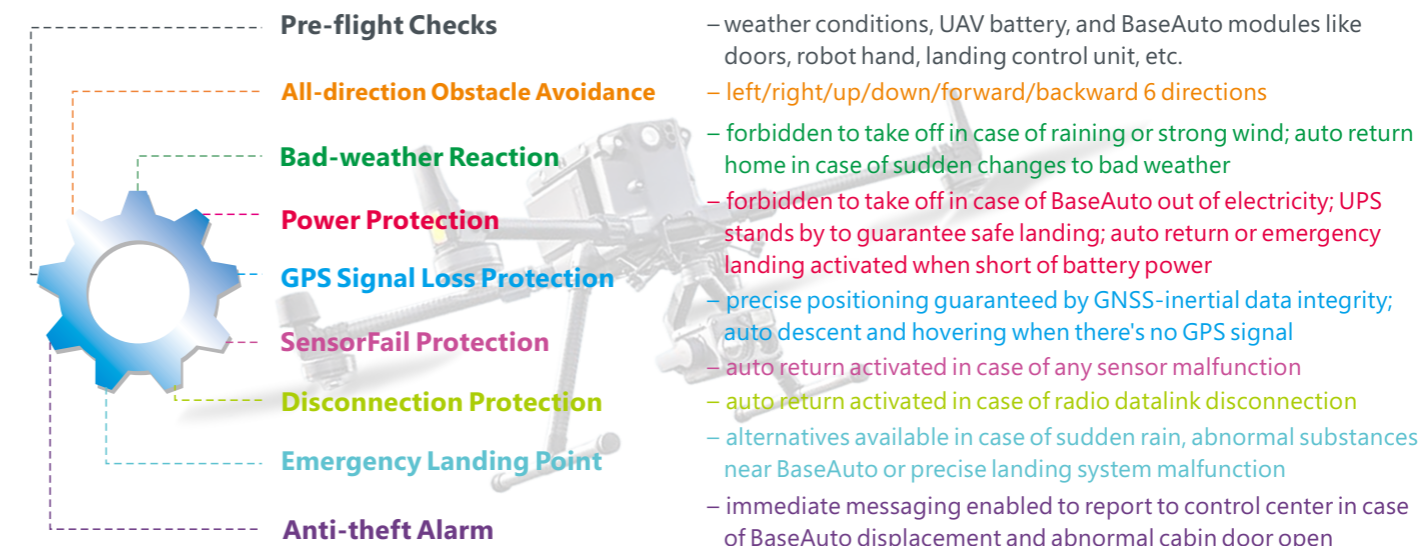 Pre-flight Checks
– weather conditions, UAV battery, and BaseAuto modules like
doors, robot hand, landing control unit, etc.
All-direction Obstacle Avoidance
– left/right/up/down/forward/backward 6 directions
Bad-weather Reaction
– forbidden to take off in case of raining or strong wind; auto return
home in case of sudden changes to bad weather
Power Protection
– forbidden to take off in case of BaseAuto out of electricity; UPS
stands by to guarantee safe landing; auto return or emergency
landing activated when short of battery power
GPS Signal Loss Protection
– precise positioning guaranteed by GNSS-inertial data integrity;
auto descent and hovering when there's no GPS signal
SensorFail Protection
– auto return activated in case of any sensor malfunction
Disconnection Protection
– auto return activated in case of radio datalink disconnection
Emergency Landing Point
– alternatives available in case of sudden rain, abnormal substances
near BaseAuto or precise landing system malfunction
Anti-theft Alarm
– immediate messaging enabled to report to control center in case
of BaseAuto displacement and abnormal cabin door open